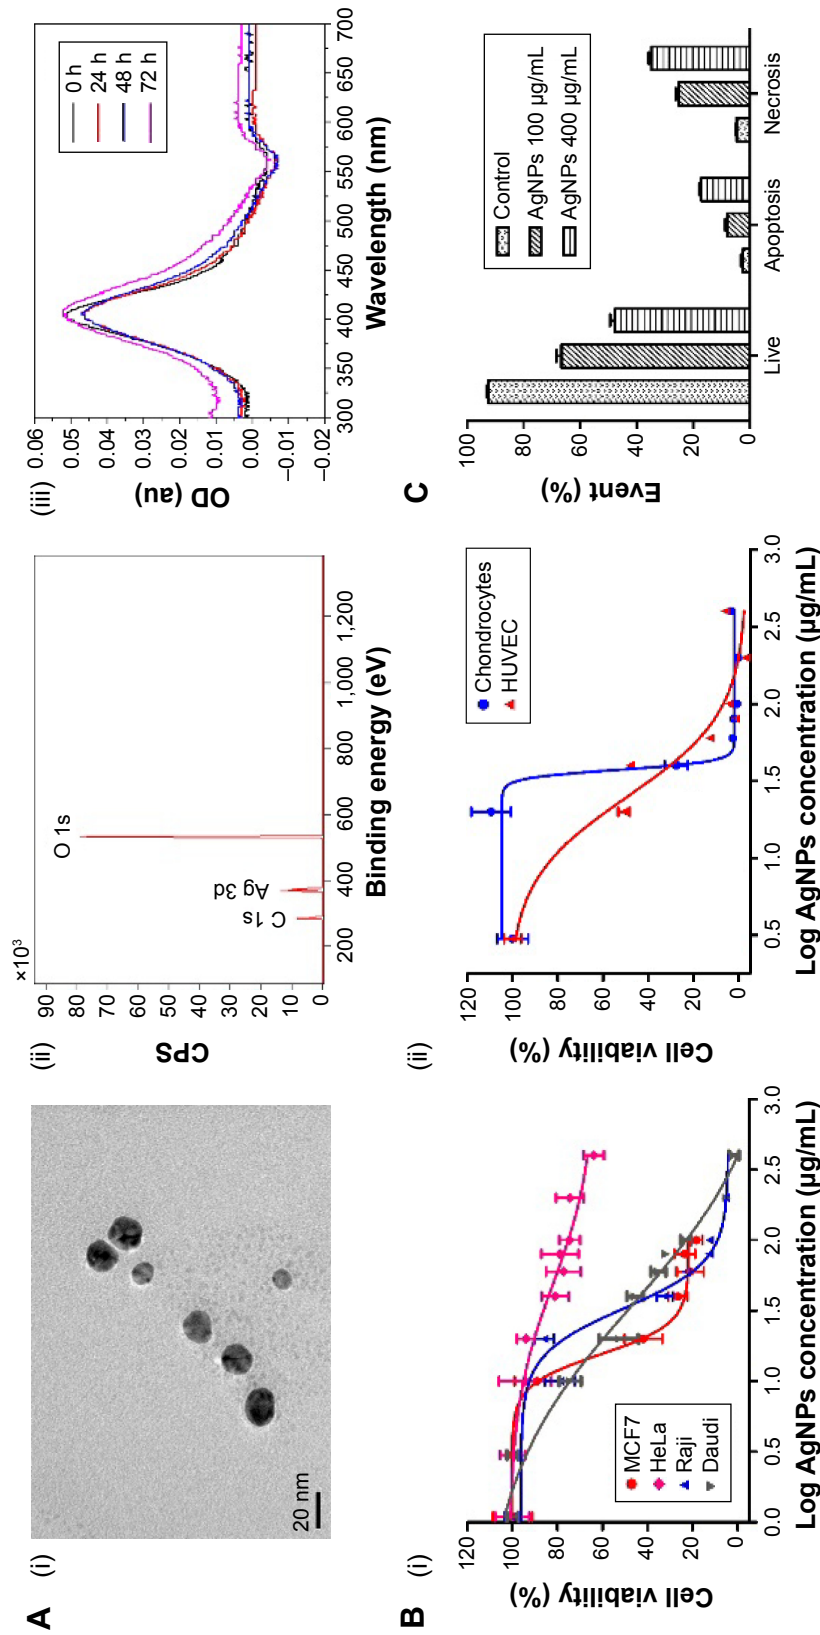 A
(i)
20 nm
(ii)
×10³
90
80
70
60
50
40
30
20
10
0
CPS
O 1s
Ag 3d
C 1s
200
400
600
800
1,000
1,200
Binding energy (eV)
(iii)
0.06
0.05
0.04
0.03
0.02
0.01
0.00
−0.01
−0.02
OD (au)
0 h
24 h
48 h
72 h
300
350
400
450
500
550
600
650
700
Wavelength (nm)
B
(i)
120
100
80
60
40
20
0
Cell viability (%)
MCF7
HeLa
Raji
Daudi
0.0
0.5
1.0
1.5
2.0
2.5
3.0
Log AgNPs concentration (µg/mL)
(ii)
120
100
80
60
40
20
0
Cell viability (%)
Chondrocytes
HUVEC
0.5
1.0
1.5
2.0
2.5
3.0
Log AgNPs concentration (µg/mL)
C
100
80
60
40
20
0
Event (%)
Control
AgNPs 100 µg/mL
AgNPs 400 µg/mL
Live
Apoptosis
Necrosis